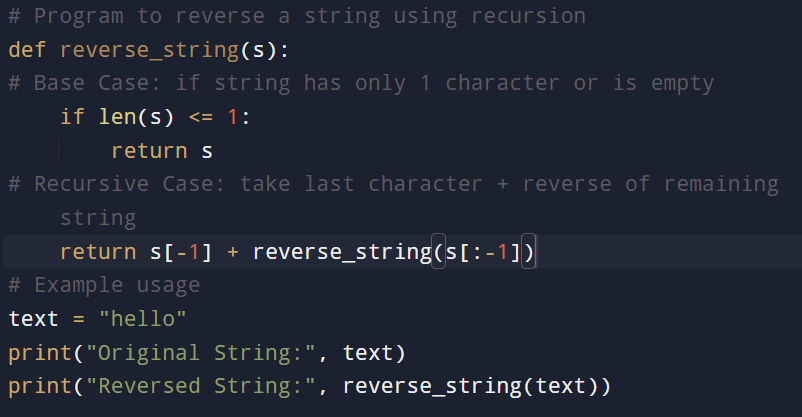 # Program to reverse a string using recursion
def reverse_string(s):
# Base Case: if string has only 1 character or is empty
    if len(s) <= 1:
        return s
# Recursive Case: take last character + reverse of remaining
    string
    return s[-1] + reverse_string(s[:-1])
# Example usage
text = "hello"
print("Original String:", text)
print("Reversed String:", reverse_string(text))